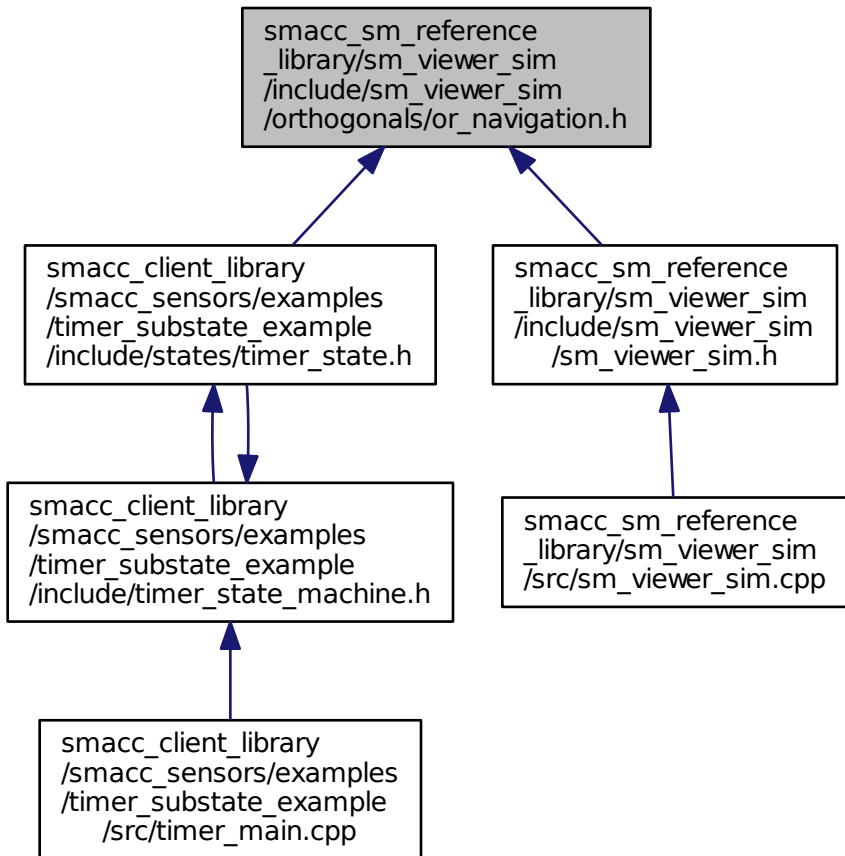 smacc_sm_reference
_library/sm_viewer_sim
/include/sm_viewer_sim
/orthogonals/or_navigation.h
smacc_client_library
/smacc_sensors/examples
/timer_substate_example
/include/states/timer_state.h
smacc_sm_reference
_library/sm_viewer_sim
/include/sm_viewer_sim
/sm_viewer_sim.h
smacc_client_library
/smacc_sensors/examples
/timer_substate_example
/include/timer_state_machine.h
smacc_sm_reference
_library/sm_viewer_sim
/src/sm_viewer_sim.cpp
smacc_client_library
/smacc_sensors/examples
/timer_substate_example
/src/timer_main.cpp